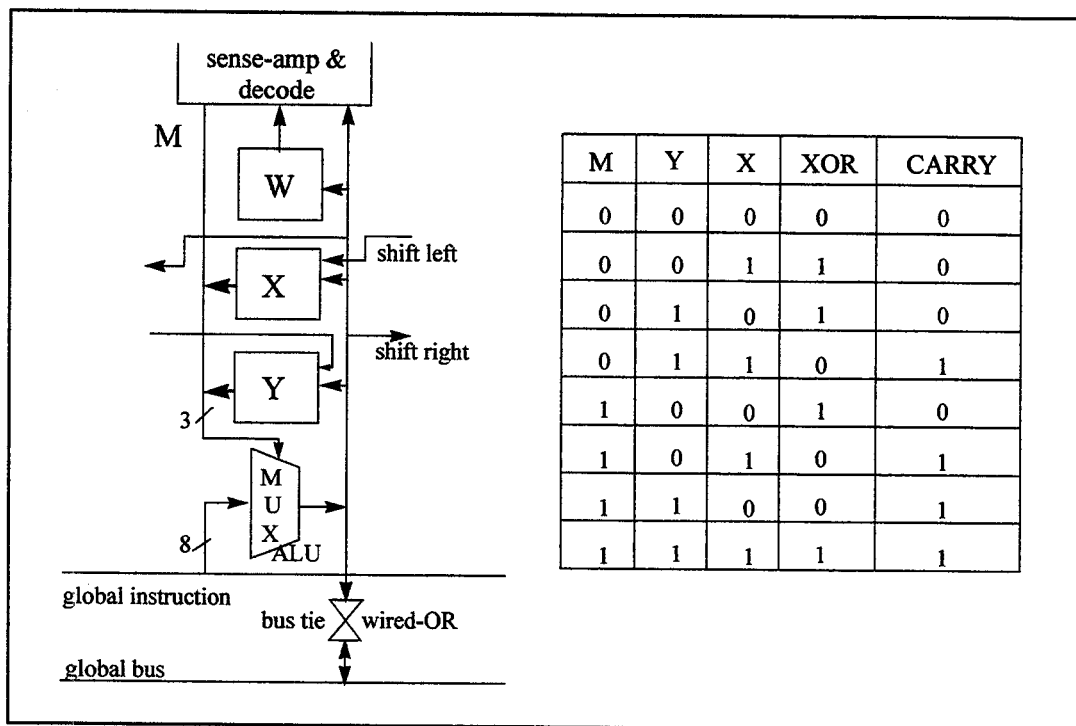 sense-amp &
decode
M
W
shift left
X
shift right
Y
3
M
U
X
ALU
8
global instruction
bus tie
wired-OR
global bus
M Y X XOR CARRY
0 0 0 0 0
0 0 1 1 0
0 1 0 1 0
0 1 1 0 1
1 0 0 1 0
1 0 1 0 1
1 1 0 0 1
1 1 1 1 1